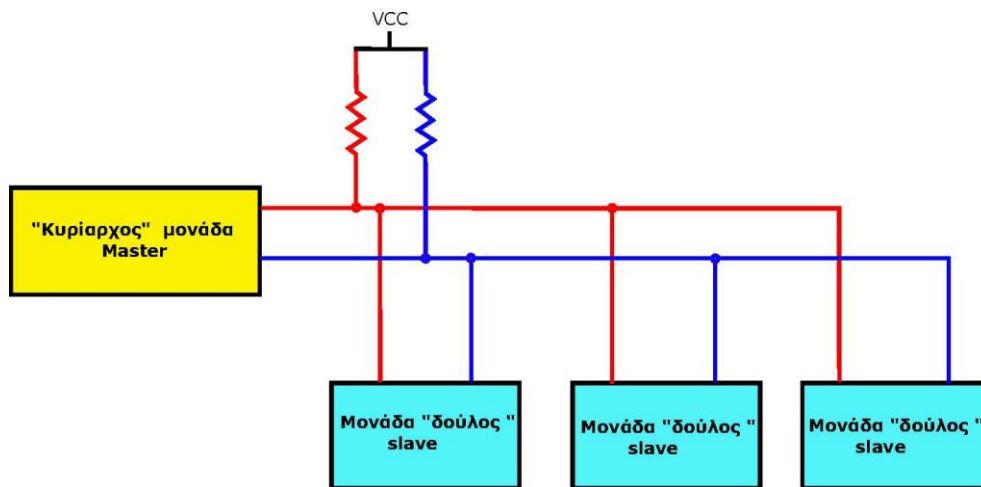 VCC
"Κυρίαρχος" μονάδα
Master
Μονάδα "δούλος "
slave
Μονάδα "δούλος "
slave
Μονάδα "δούλος "
slave